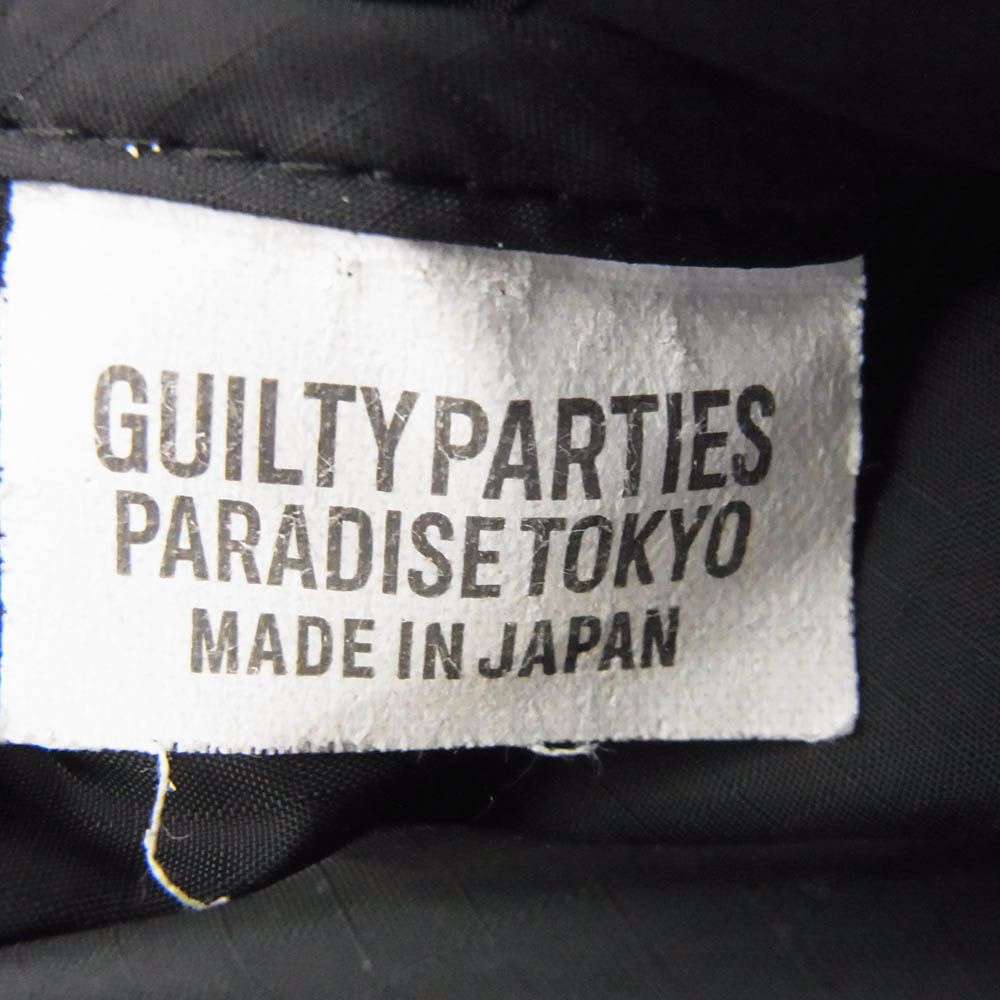 GUILTY PARTIES
PARADISE TOKYO
MADE IN JAPAN